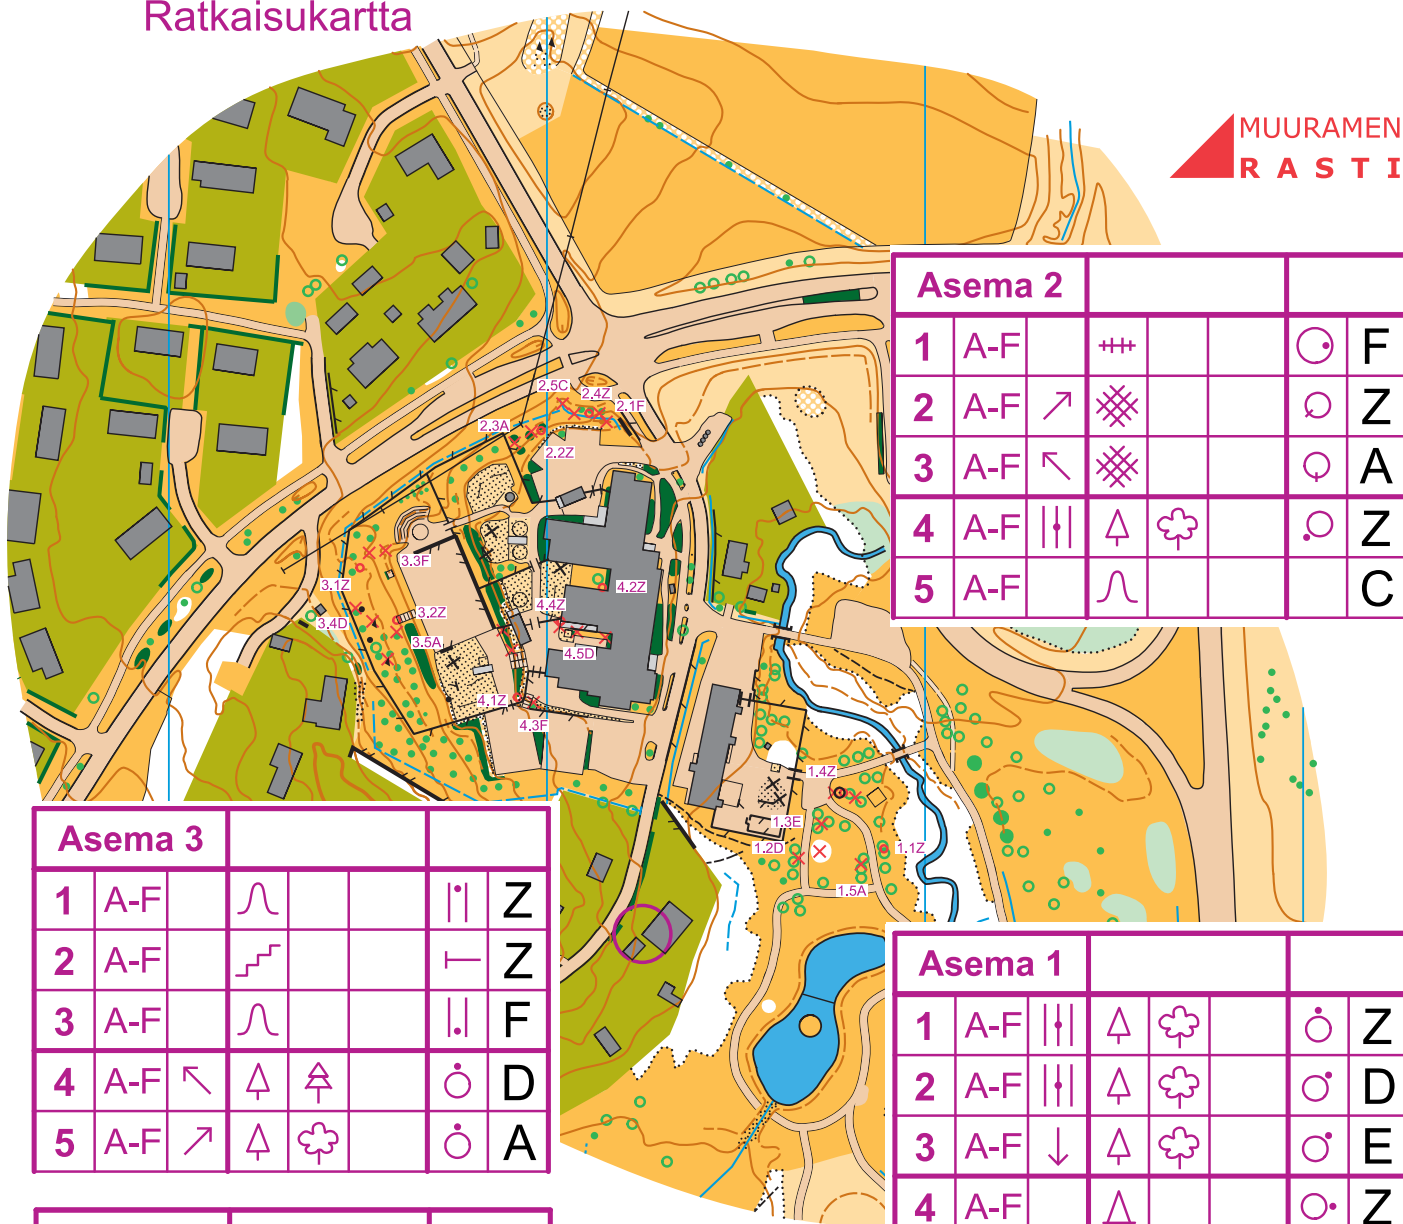 Ratkaisukartta
MUURAMEN
RASTI
Asema 2
1 A-F F
2 A-F Z
3 A-F A
4 A-F Z
5 A-F C
2.5C
2.4Z
2.1F
2.3A
2.2Z
3.3F
3.1Z
3.2Z
3.4D
3.5A
4.2Z
4.4Z
4.5D
4.1Z
4.3F
1.4Z
1.3E
1.2D
1.1Z
1.5A
Asema 3
1 A-F Z
2 A-F Z
3 A-F F
4 A-F D
5 A-F A
Asema 1
1 A-F Z
2 A-F D
3 A-F E
4 A-F Z